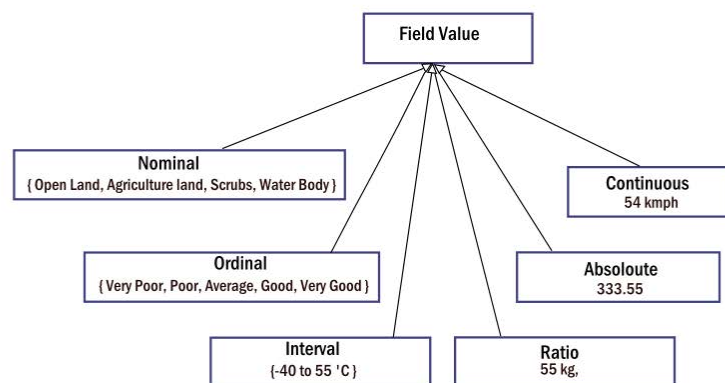 Field Value
Nominal
{ Open Land, Agriculture land, Scrubs, Water Body }
Continuous
54 kmph
Ordinal
{ Very Poor, Poor, Average, Good, Very Good }
Absoloute
333.55
Interval
{-40 to 55 'C }
Ratio
55 kg,